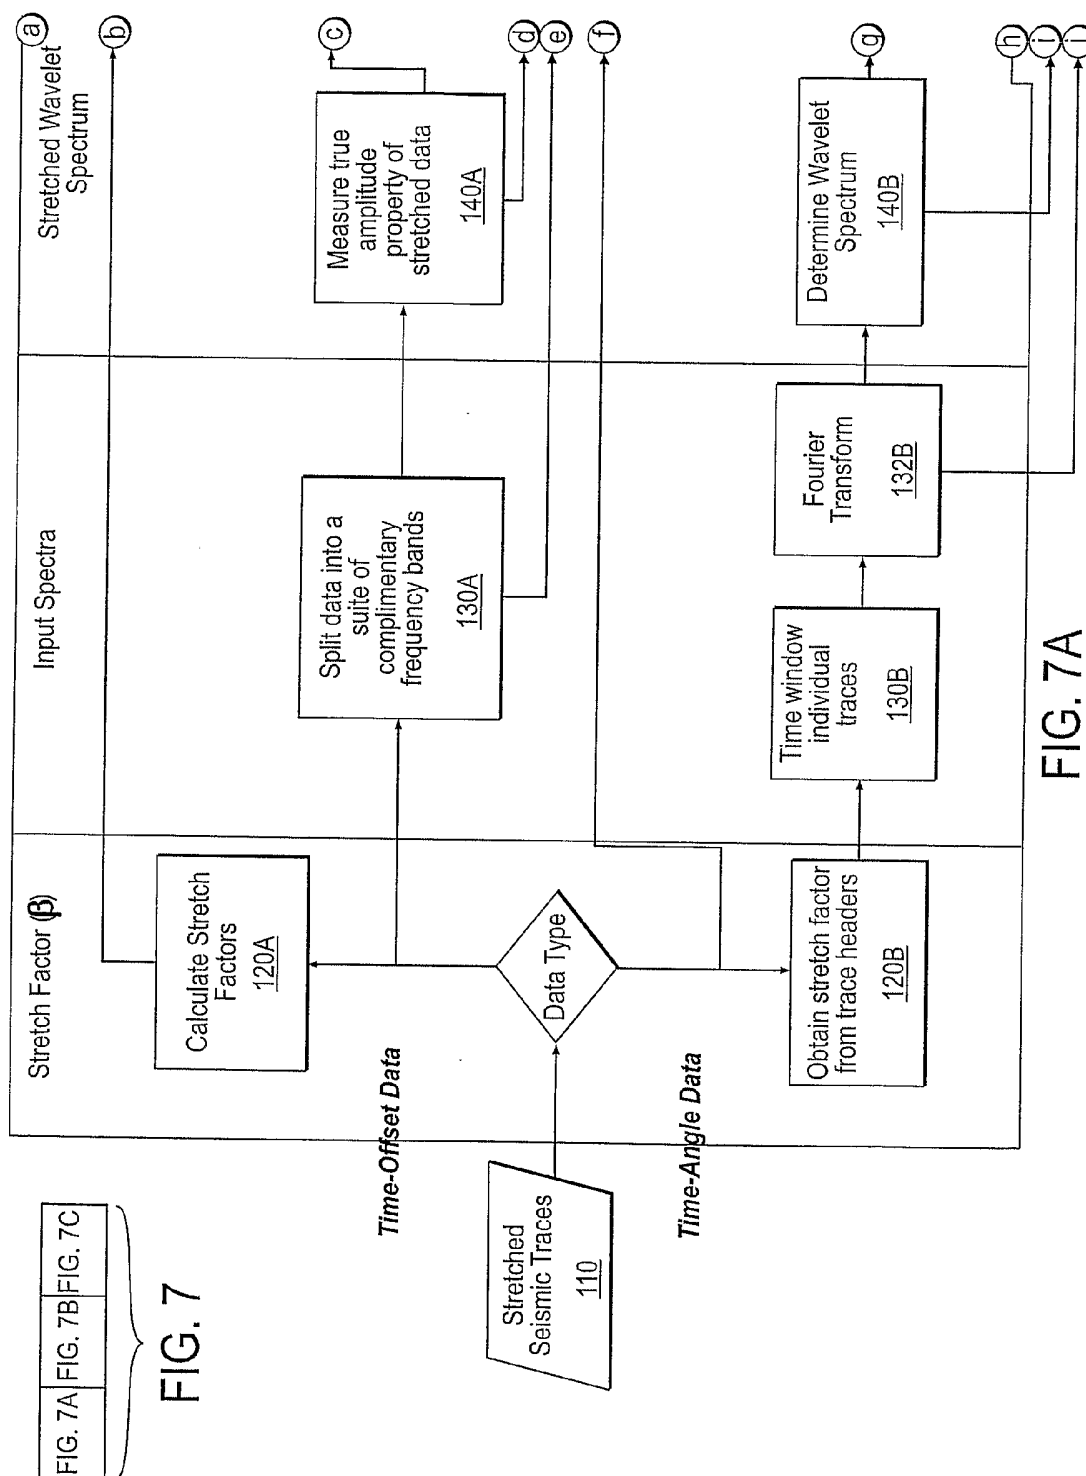 FIG. 7A
FIG. 7B
FIG. 7C
FIG. 7
Stretch Factor (β)
Input Spectra
Stretched Wavelet
Spectrum
a
b
Calculate Stretch
Factors
120A
c
Split data into a
suite of
complimentary
frequency bands
130A
Measure true
amplitude
property of
stretched data
140A
d
e
Time-Offset Data
Stretched
Seismic Traces
110
Data Type
f
Time-Angle Data
Obtain stretch factor
from trace headers
120B
Time window
individual
traces
130B
Fourier
Transform
132B
Determine Wavelet
Spectrum
140B
g
h
i
j
FIG. 7A